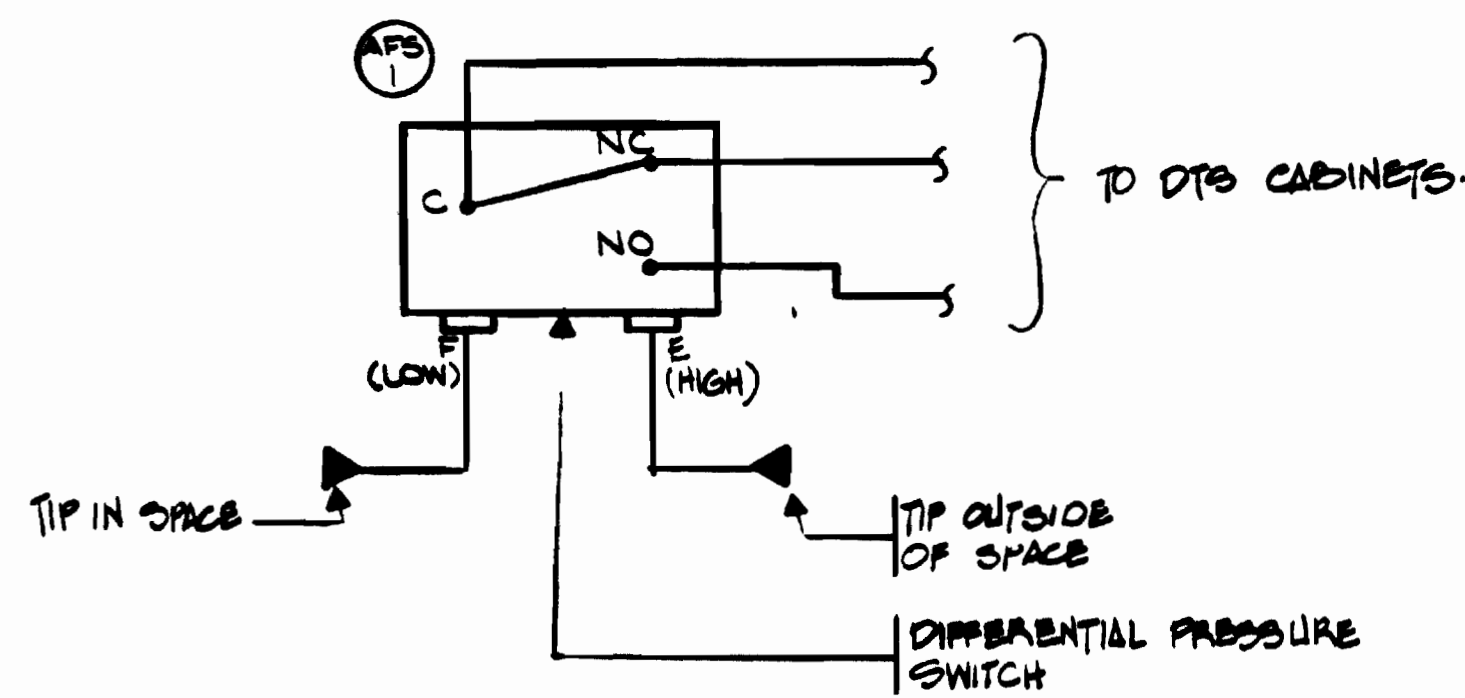 AFS
1
NC
C
NO
TO DTS CABINETS.
F
(LOW)
E
(HIGH)
TIP IN SPACE
TIP OUTSIDE
OF SPACE
DIFFERENTIAL PRESSURE
SWITCH